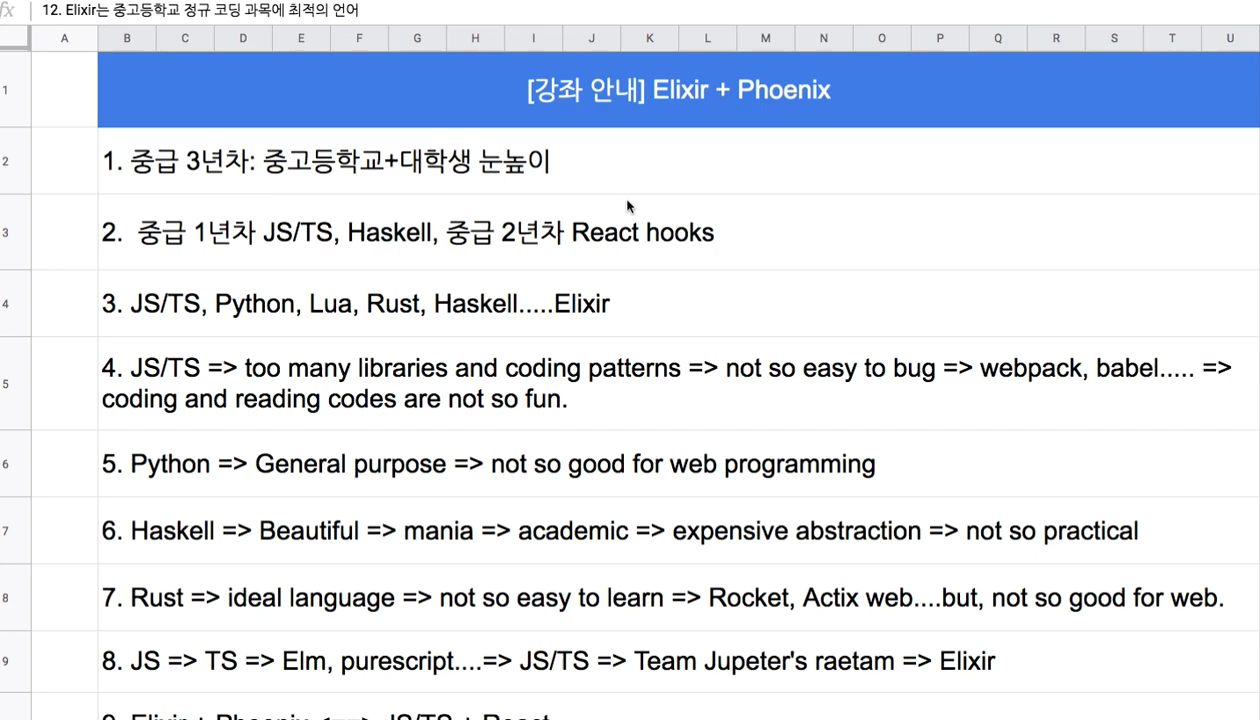 fx 12. Elixir는 중고등학교 정규 코딩 과목에 최적의 언어
A B C D E F G H I J K L M N O P Q R S T U
1 [강좌 안내] Elixir + Phoenix
2 1. 중급 3년차: 중고등학교+대학생 눈높이
3 2. 중급 1년차 JS/TS, Haskell, 중급 2년차 React hooks
4 3. JS/TS, Python, Lua, Rust, Haskell.....Elixir
5 4. JS/TS => too many libraries and coding patterns => not so easy to bug => webpack, babel..... =>
coding and reading codes are not so fun.
6 5. Python => General purpose => not so good for web programming
7 6. Haskell => Beautiful => mania => academic => expensive abstraction => not so practical
8 7. Rust => ideal language => not so easy to learn => Rocket, Actix web....but, not so good for web.
9 8. JS => TS => Elm, purescript....=> JS/TS => Team Jupeter's raetam => Elixir
9. Elixir + Phoenix <==> JS/TS + React